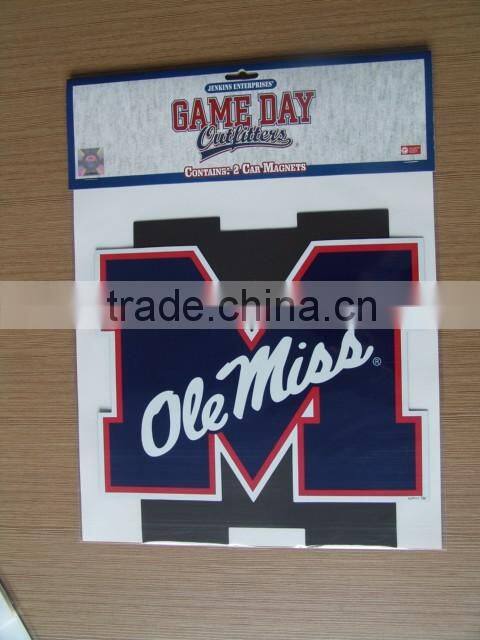 JENKINS ENTERPRISES®
GAME DAY
Outfitters®
CONTAINS: 2 CAR MAGNETS
trade.china.cn
Ole Miss®